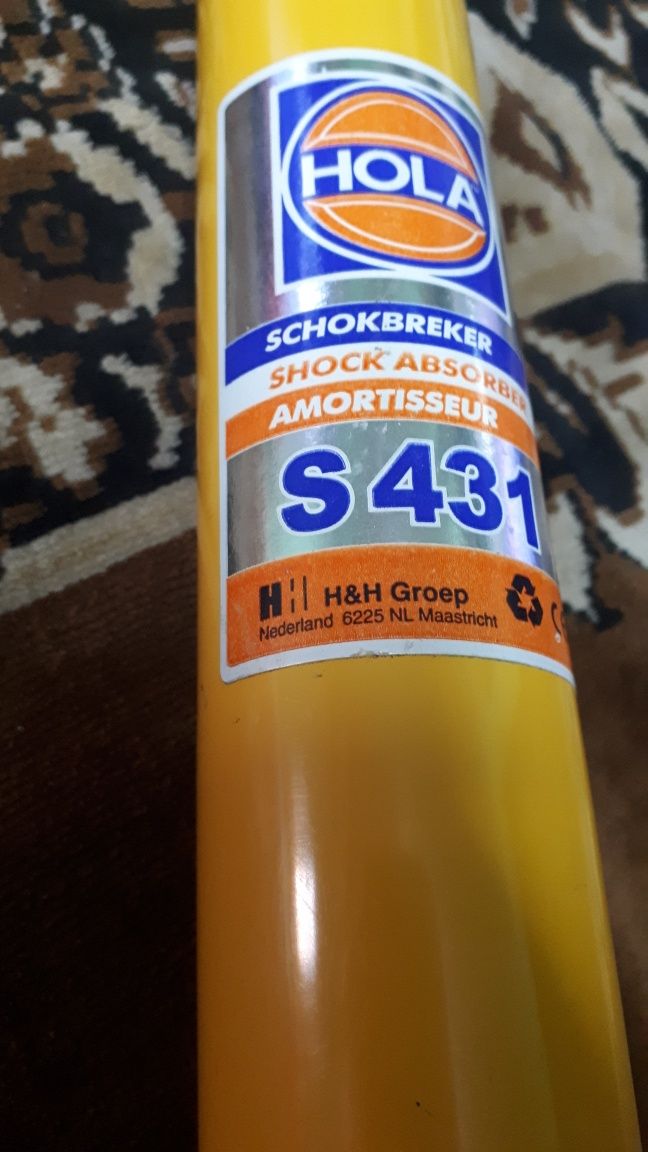 HOLA
SCHOKBREKER
SHOCK ABSORBER
AMORTISSEUR
S 431
H&H Groep
Nederland 6225 NL Maastricht